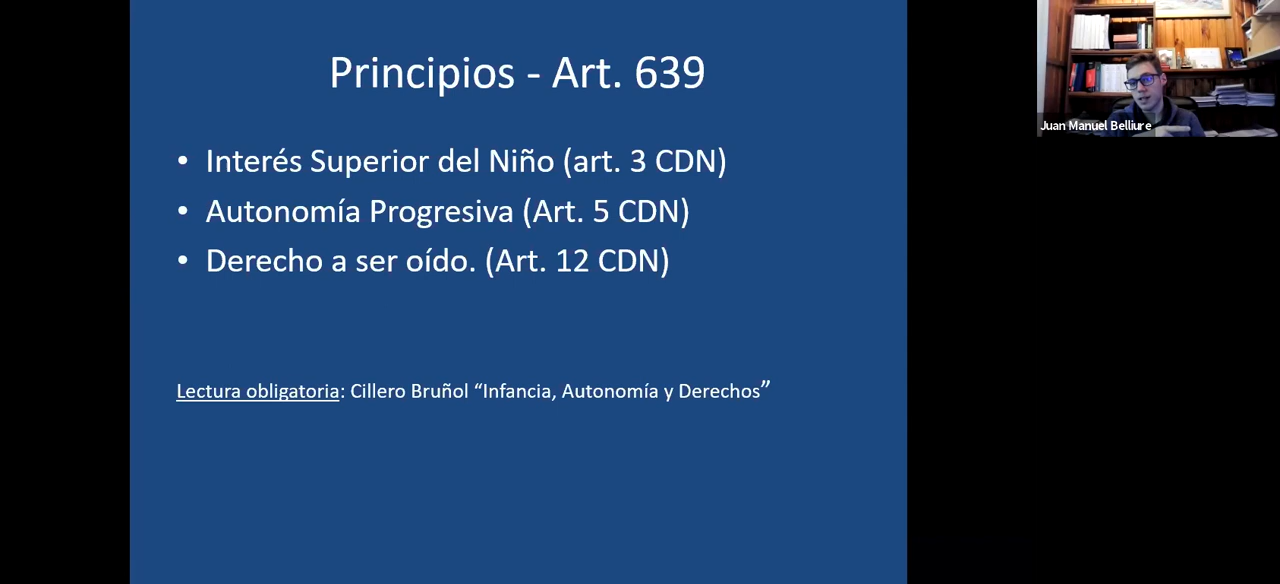 Principios - Art. 639
• Interés Superior del Niño (art. 3 CDN)
• Autonomía Progresiva (Art. 5 CDN)
• Derecho a ser oído. (Art. 12 CDN)
Lectura obligatoria: Cillero Bruñol “Infancia, Autonomía y Derechos”
Juan Manuel Belliure